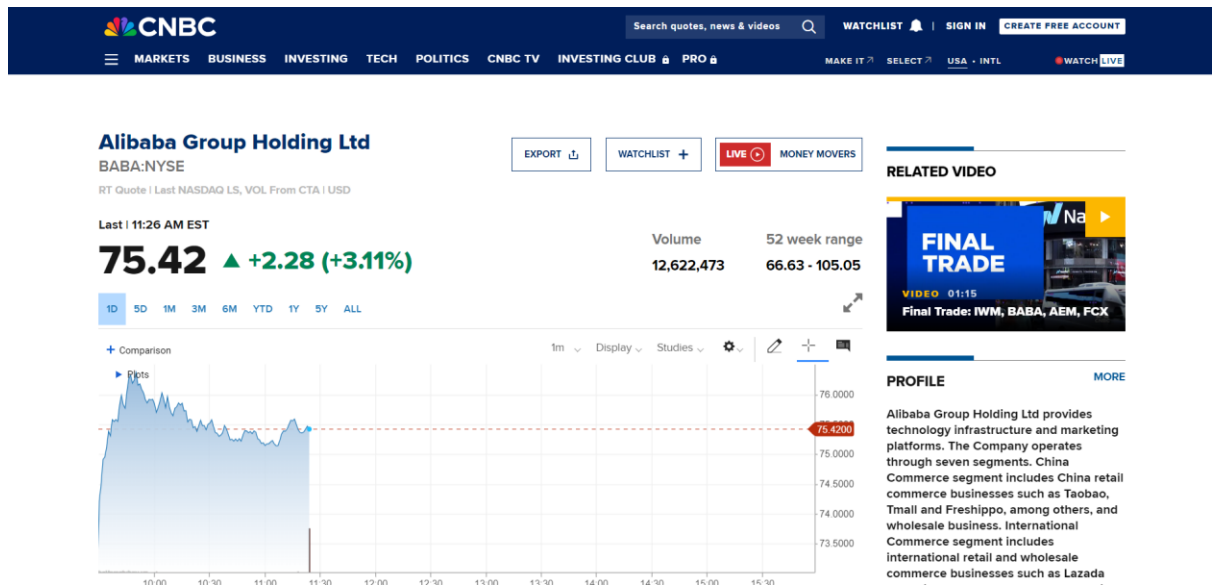 CNBC
Search quotes, news & videos
WATCHLIST | SIGN IN CREATE FREE ACCOUNT
MARKETS BUSINESS INVESTING TECH POLITICS CNBC TV INVESTING CLUB PRO
MAKE IT SELECT USA • INTL WATCH LIVE
Alibaba Group Holding Ltd
BABA:NYSE
RT Quote | Last NASDAQ LS, VOL From CTA | USD
EXPORT WATCHLIST + LIVE MONEY MOVERS
Last | 11:26 AM EST
75.42 ▲ +2.28 (+3.11%)
Volume 52 week range
12,622,473 66.63 - 105.05
1D 5D 1M 3M 6M YTD 1Y 5Y ALL
+ Comparison
1m Display Studies
Plots
76.0000
75.4200
75.0000
74.5000
74.0000
73.5000
10:00 10:30 11:00 11:30 12:00 12:30 13:00 13:30 14:00 14:30 15:00 15:30
RELATED VIDEO
FINAL
TRADE
VIDEO 01:15
Final Trade: IWM, BABA, AEM, FCX
PROFILE MORE
Alibaba Group Holding Ltd provides
technology infrastructure and marketing
platforms. The Company operates
through seven segments. China
Commerce segment includes China retail
commerce businesses such as Taobao,
Tmall and Freshippo, among others, and
wholesale business. International
Commerce segment includes
international retail and wholesale
commerce businesses such as Lazada